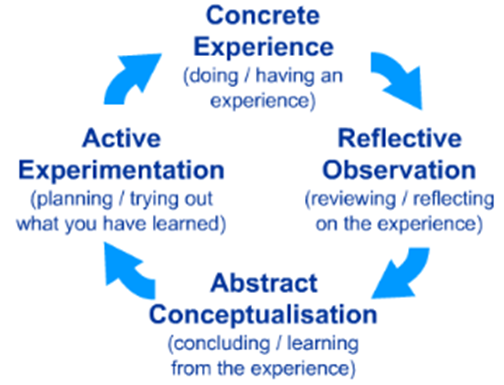 Concrete
Experience
(doing / having an
experience)
Reflective
Observation
(reviewing / reflecting
on the experience)
Abstract
Conceptualisation
(concluding / learning
from the experience)
Active
Experimentation
(planning / trying out
what you have learned)